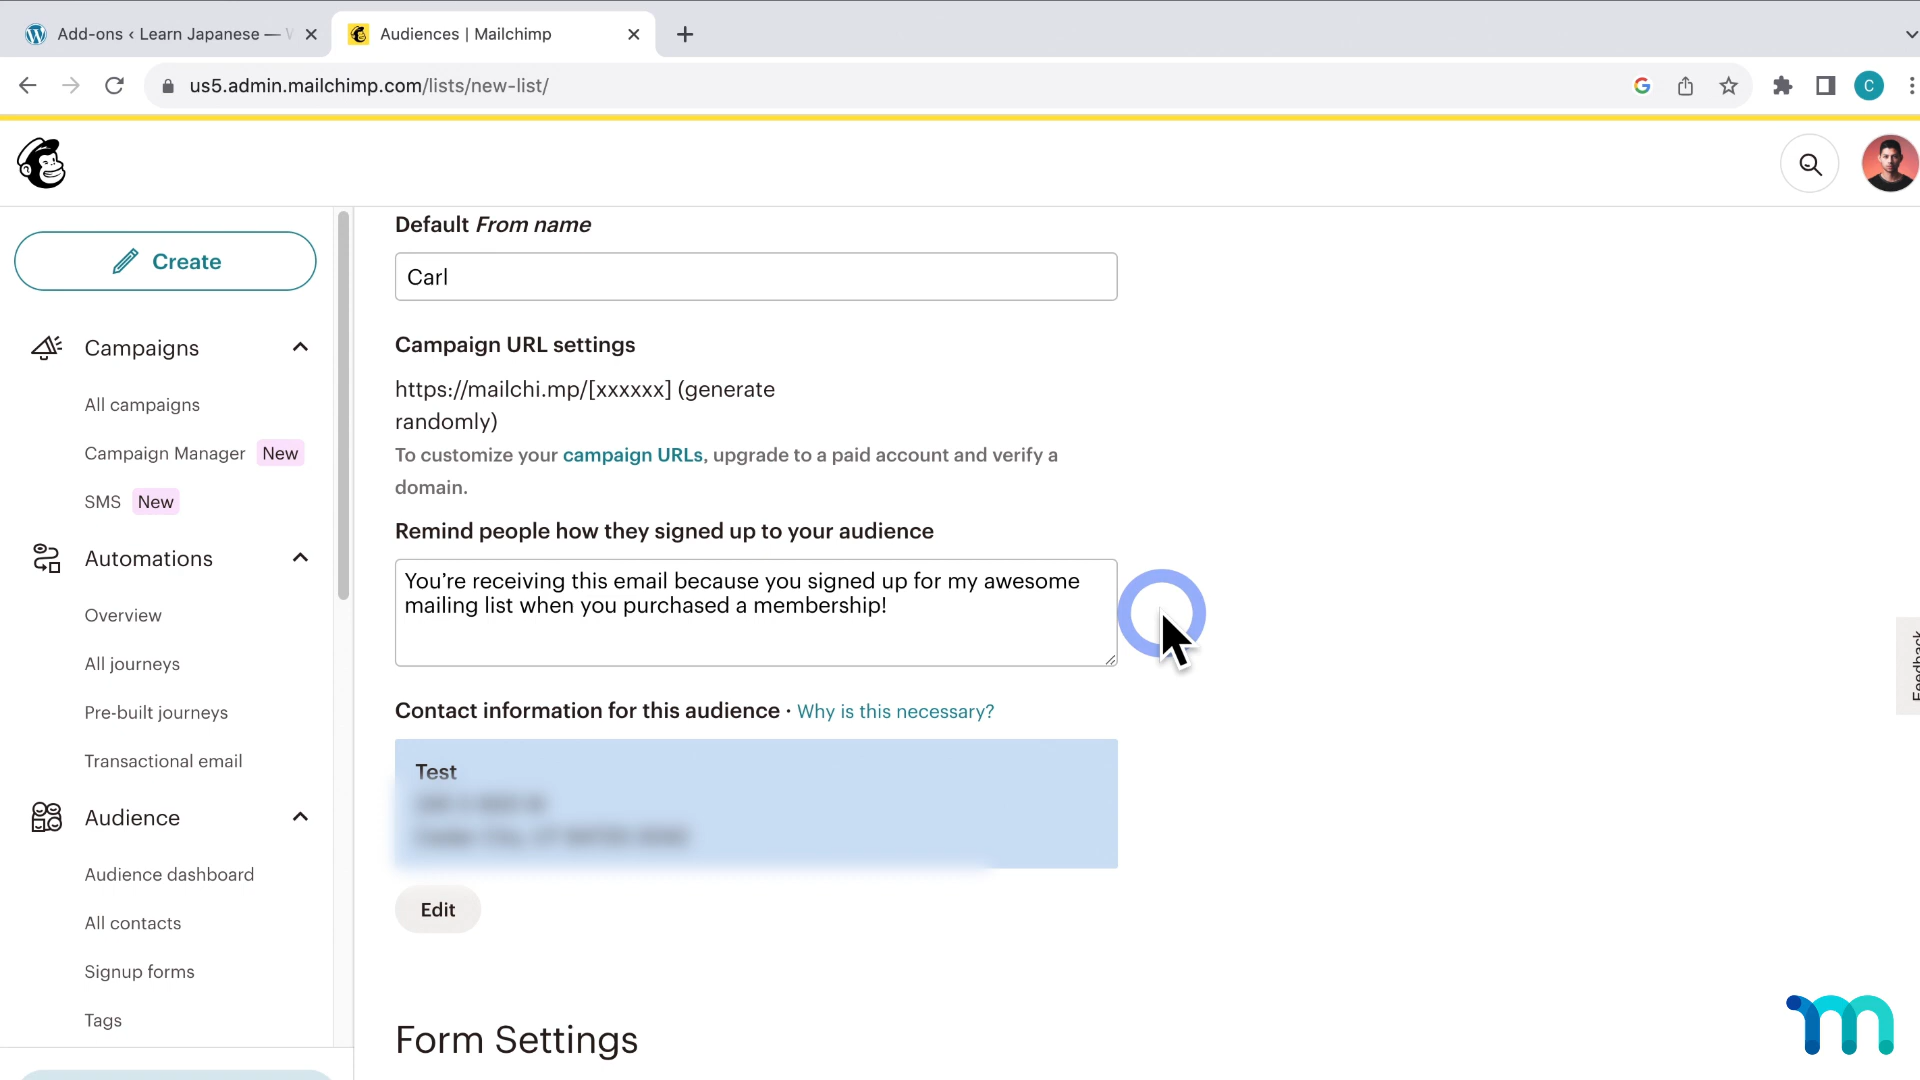 Add-ons ‹ Learn Japanese —
Audiences | Mailchimp
us5.admin.mailchimp.com/lists/new-list/
C
Create
Campaigns
All campaigns
Campaign Manager New
SMS New
Automations
Overview
All journeys
Pre-built journeys
Transactional email
Audience
Audience dashboard
All contacts
Signup forms
Tags
Default From name
Carl
Campaign URL settings
https://mailchi.mp/[xxxxxx] (generate
randomly)
To customize your campaign URLs, upgrade to a paid account and verify a
domain.
Remind people how they signed up to your audience
You’re receiving this email because you signed up for my awesome
mailing list when you purchased a membership!
Contact information for this audience · Why is this necessary?
Test
Edit
Form Settings
Feedback